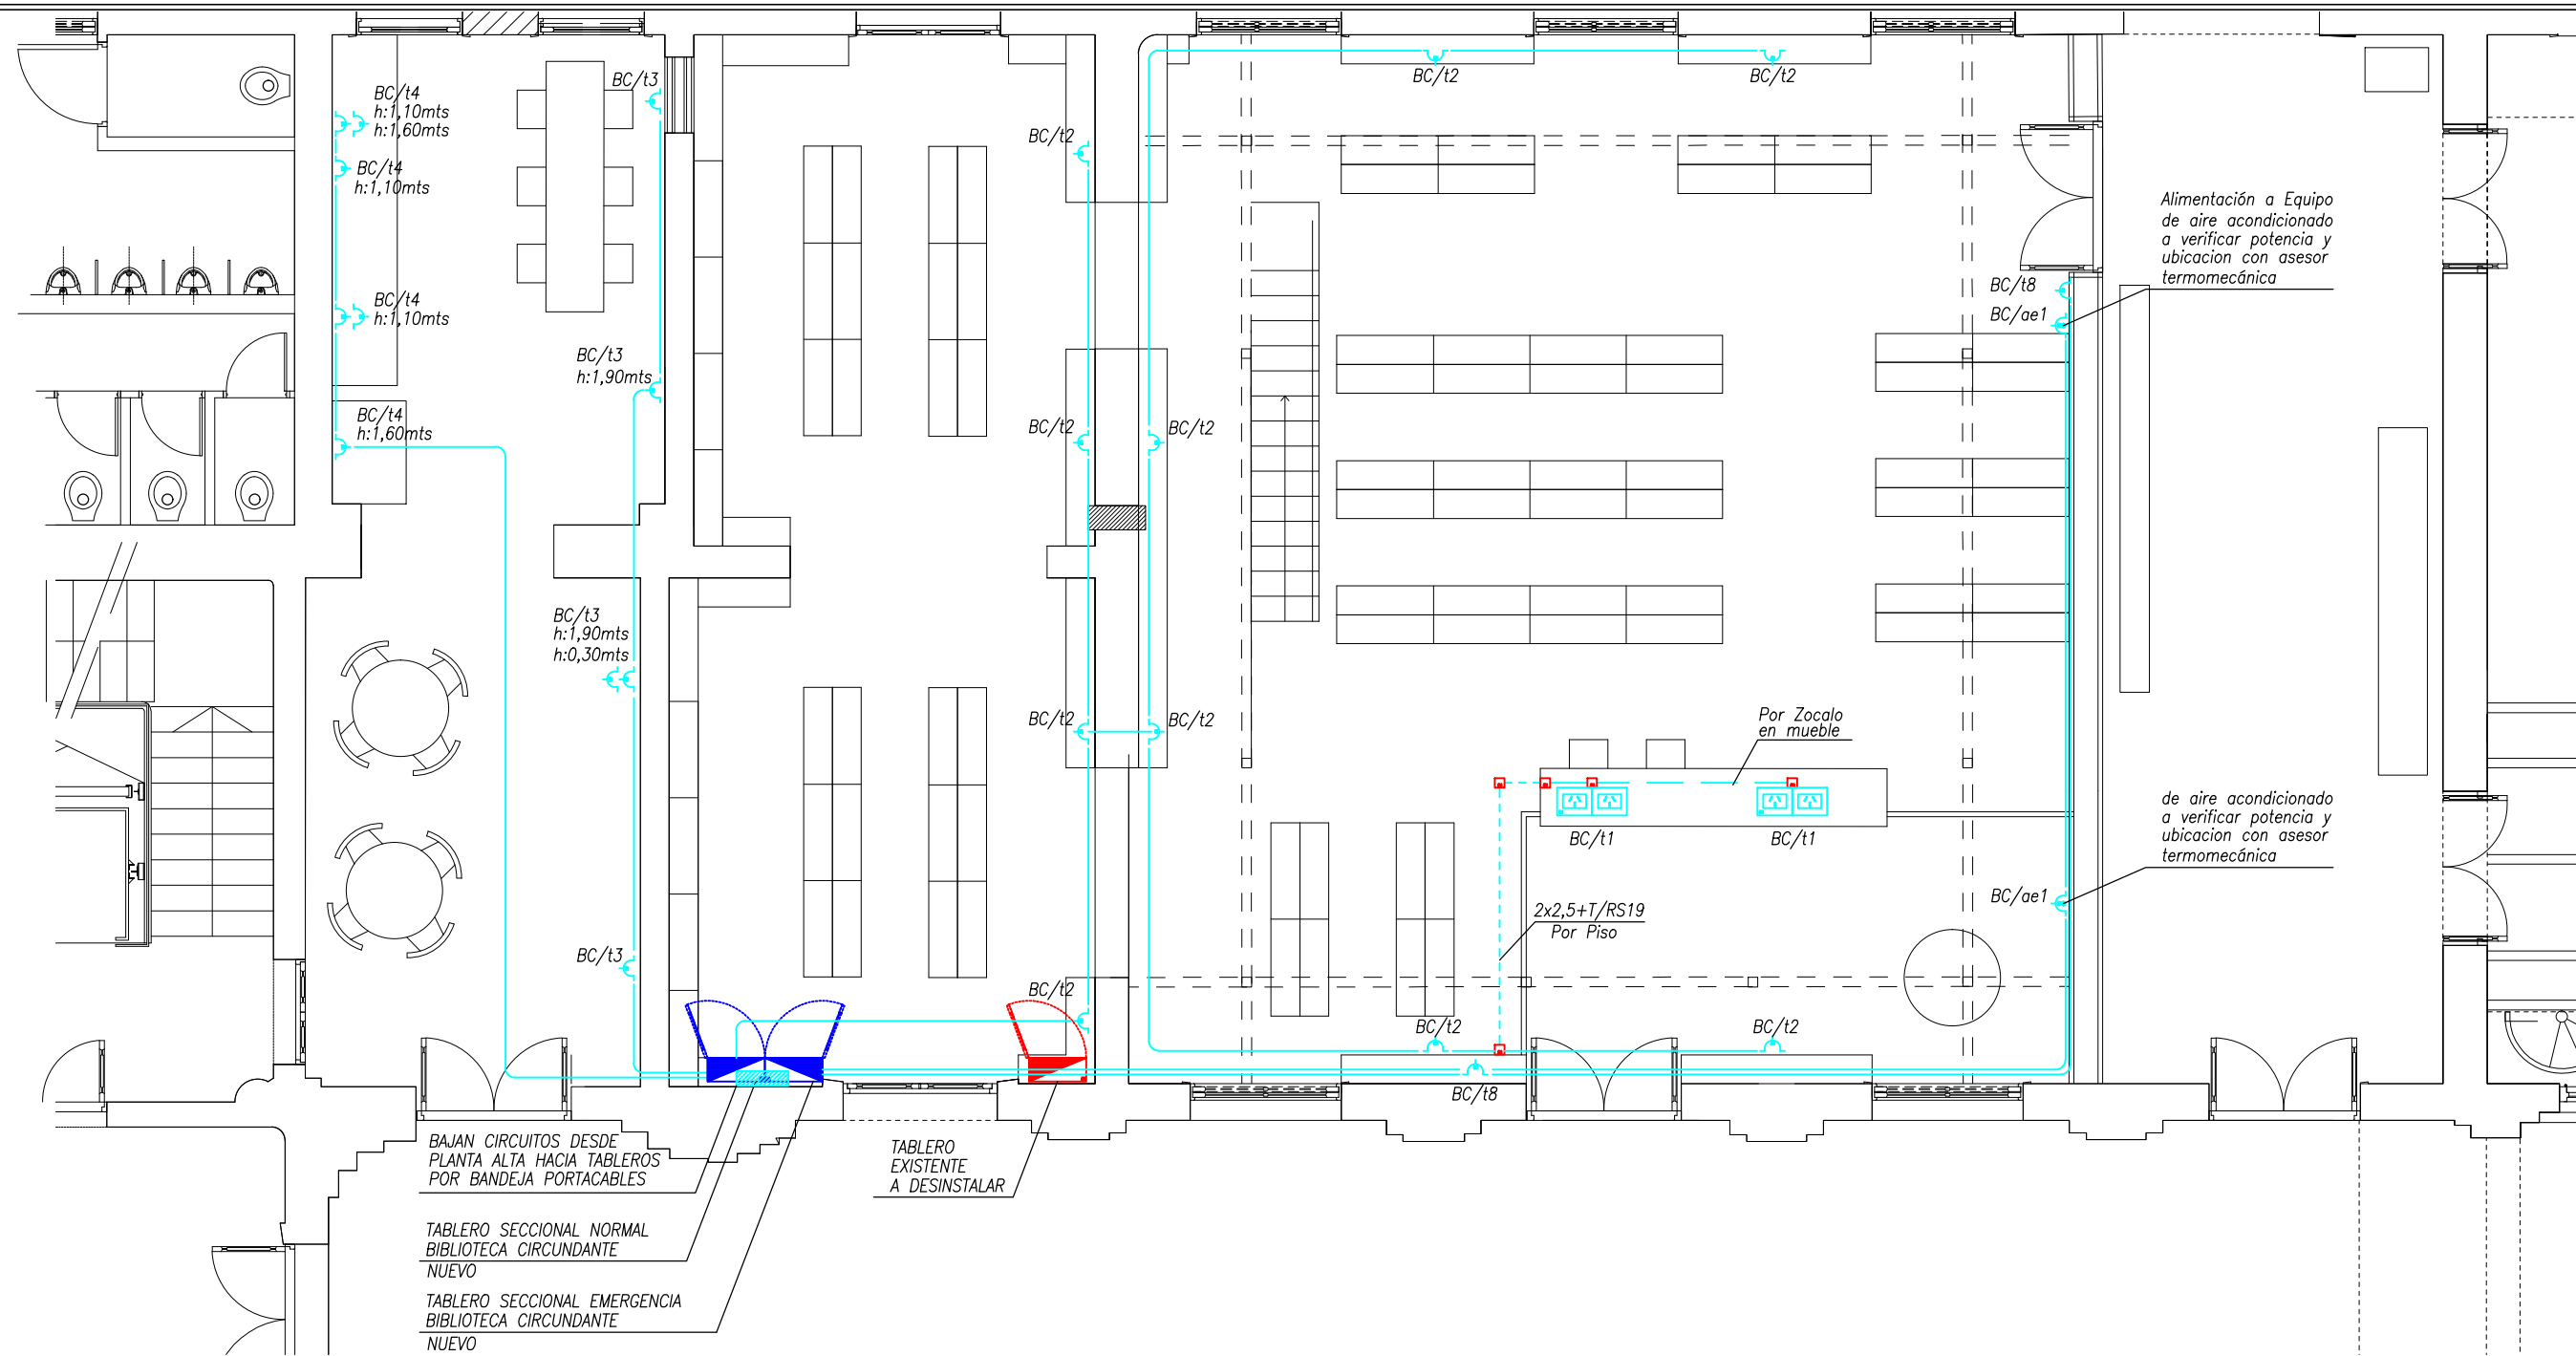 BC/t4
h:1,10mts
h:1,60mts
BC/t4
h:1,10mts
BC/t4
h:1,10mts
BC/t4
h:1,60mts
BC/t3
BC/t3
h:1,90mts
BC/t3
h:1,90mts
h:0,30mts
BC/t3
BC/t2
BC/t2
BC/t2
BC/t2
BC/t2
BC/t2
BC/t2
BC/t2
BC/t8
BC/ae1
Alimentación a Equipo
de aire acondicionado
a verificar potencia y
ubicacion con asesor
termomecánica
Por Zocalo
en mueble
BC/t1
BC/t1
2x2,5+T/RS19
Por Piso
de aire acondicionado
a verificar potencia y
ubicacion con asesor
termomecánica
BC/ae1
BC/t2
BC/t2
BC/t8
BAJAN CIRCUITOS DESDE
PLANTA ALTA HACIA TABLEROS
POR BANDEJA PORTACABLES
TABLERO
EXISTENTE
A DESINSTALAR
TABLERO SECCIONAL NORMAL
BIBLIOTECA CIRCUNDANTE
NUEVO
TABLERO SECCIONAL EMERGENCIA
BIBLIOTECA CIRCUNDANTE
NUEVO